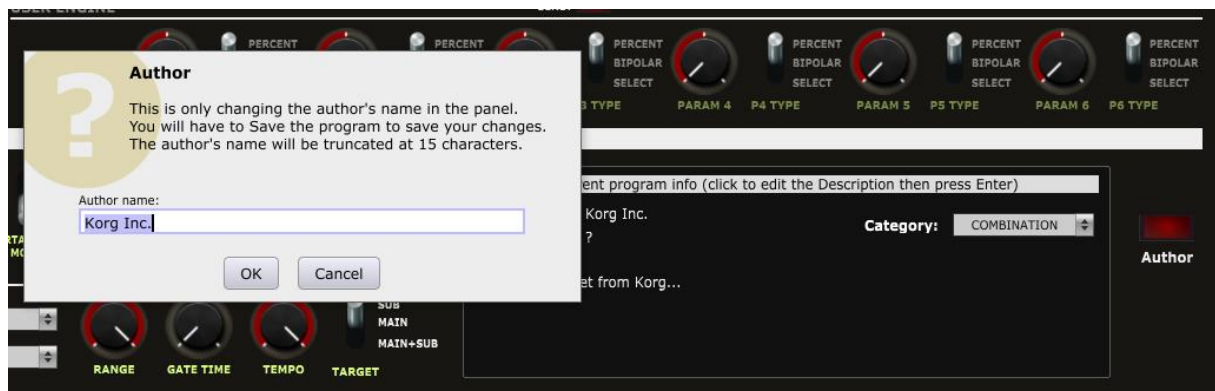 USER ENGINE
PERCENT
PERCENT
PERCENT
BIPOLAR
SELECT
PERCENT
BIPOLAR
SELECT
PERCENT
BIPOLAR
SELECT
PERCENT
BIPOLAR
SELECT
3 TYPE
PARAM 4
P4 TYPE
PARAM 5
P5 TYPE
PARAM 6
P6 TYPE
Author
This is only changing the author's name in the panel.
You will have to Save the program to save your changes.
The author's name will be truncated at 15 characters.
Author name:
Korg Inc.
OK
Cancel
ent program info (click to edit the Description then press Enter)
Korg Inc.
?
Category:
COMBINATION
et from Korg...
Author
SUB
MAIN
MAIN+SUB
RANGE
GATE TIME
TEMPO
TARGET